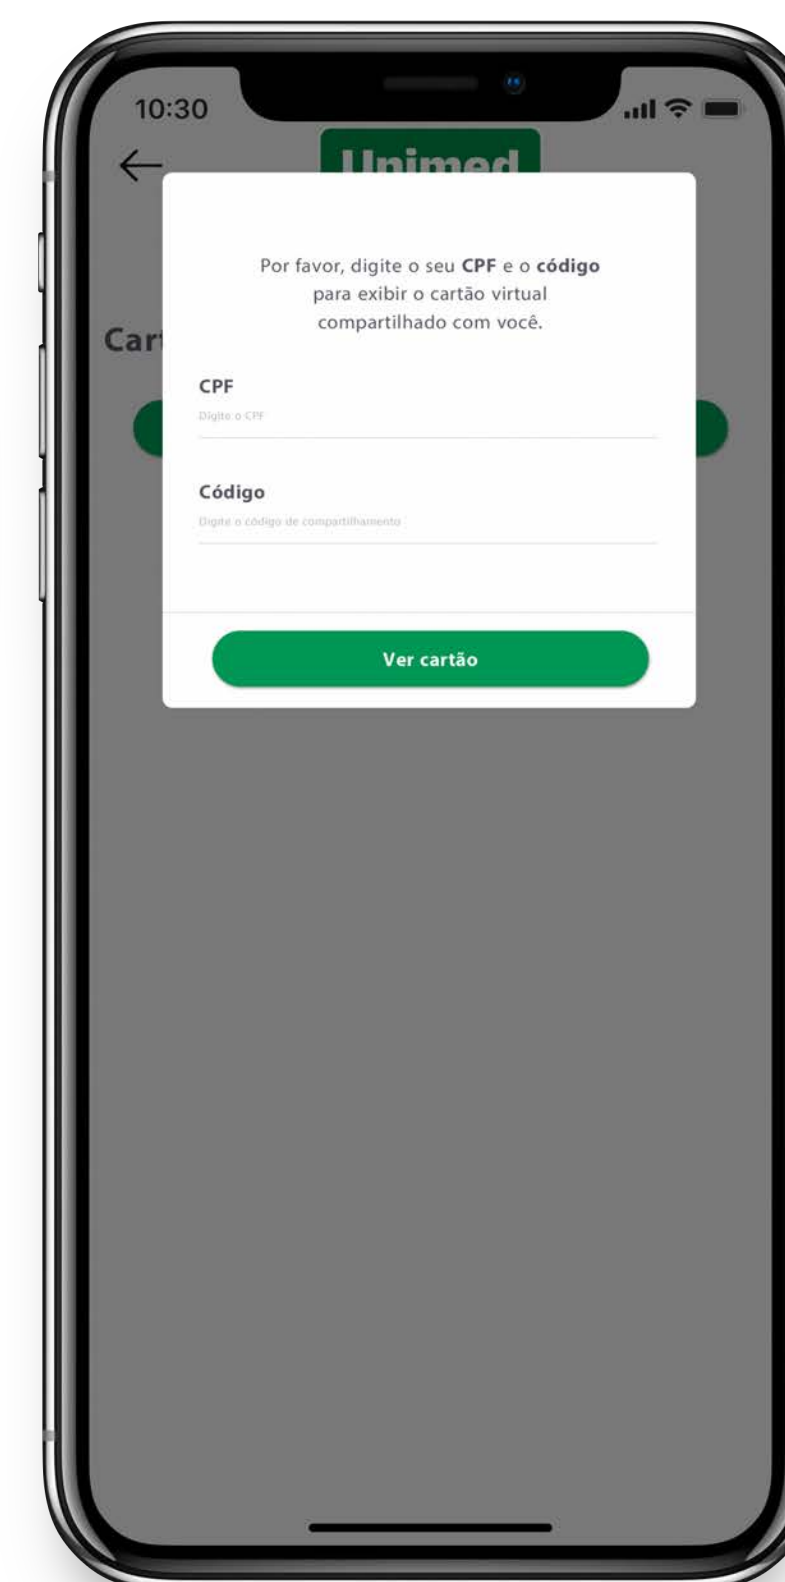 10:30
Unimed
Por favor, digite o seu CPF e o código
para exibir o cartão virtual
compartilhado com você.
CPF
Digite o CPF
Código
Digite o código de compartilhamento
Ver cartão